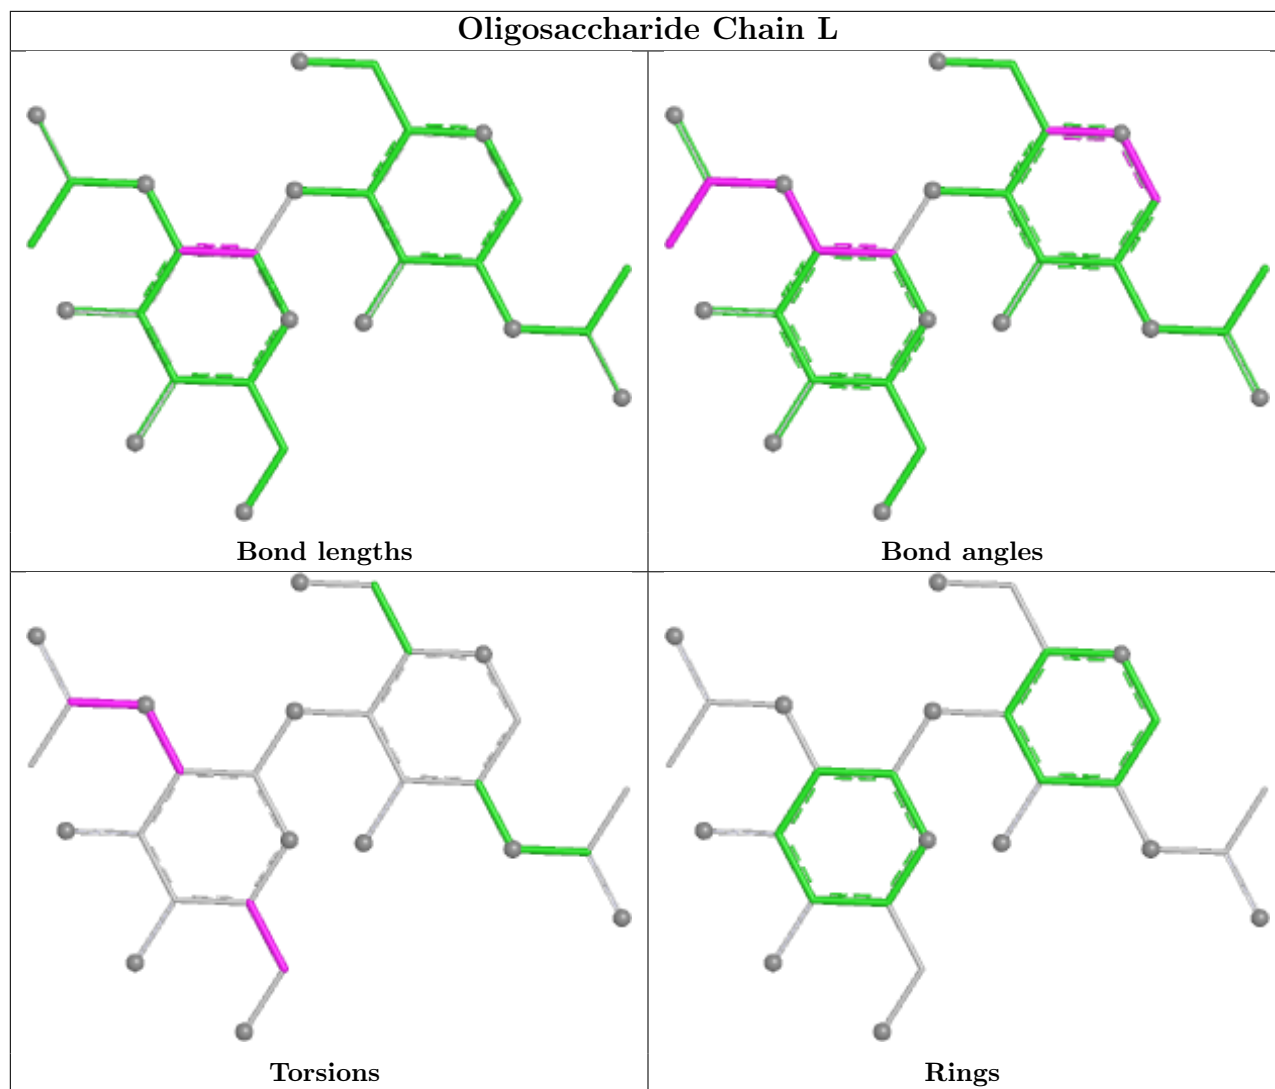 Oligosaccharide Chain L
Bond lengths
Bond angles
Torsions
Rings